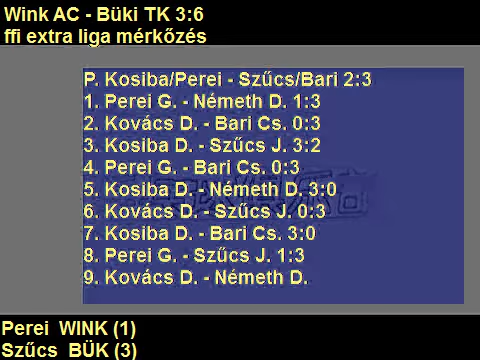 Wink AC - Büki TK 3:6
ffi extra liga mérkőzés
P. Kosiba/Perei - Szűcs/Bari 2:3
1. Perei G. - Németh D. 1:3
2. Kovács D. - Bari Cs. 0:3
3. Kosiba D. - Szűcs J. 3:2
4. Perei G. - Bari Cs. 0:3
5. Kosiba D. - Németh D. 3:0
6. Kovács D. - Szűcs J. 0:3
7. Kosiba D. - Bari Cs. 3:0
8. Perei G. - Szűcs J. 1:3
9. Kovács D. - Németh D.
Perei WINK (1)
Szűcs BÜK (3)